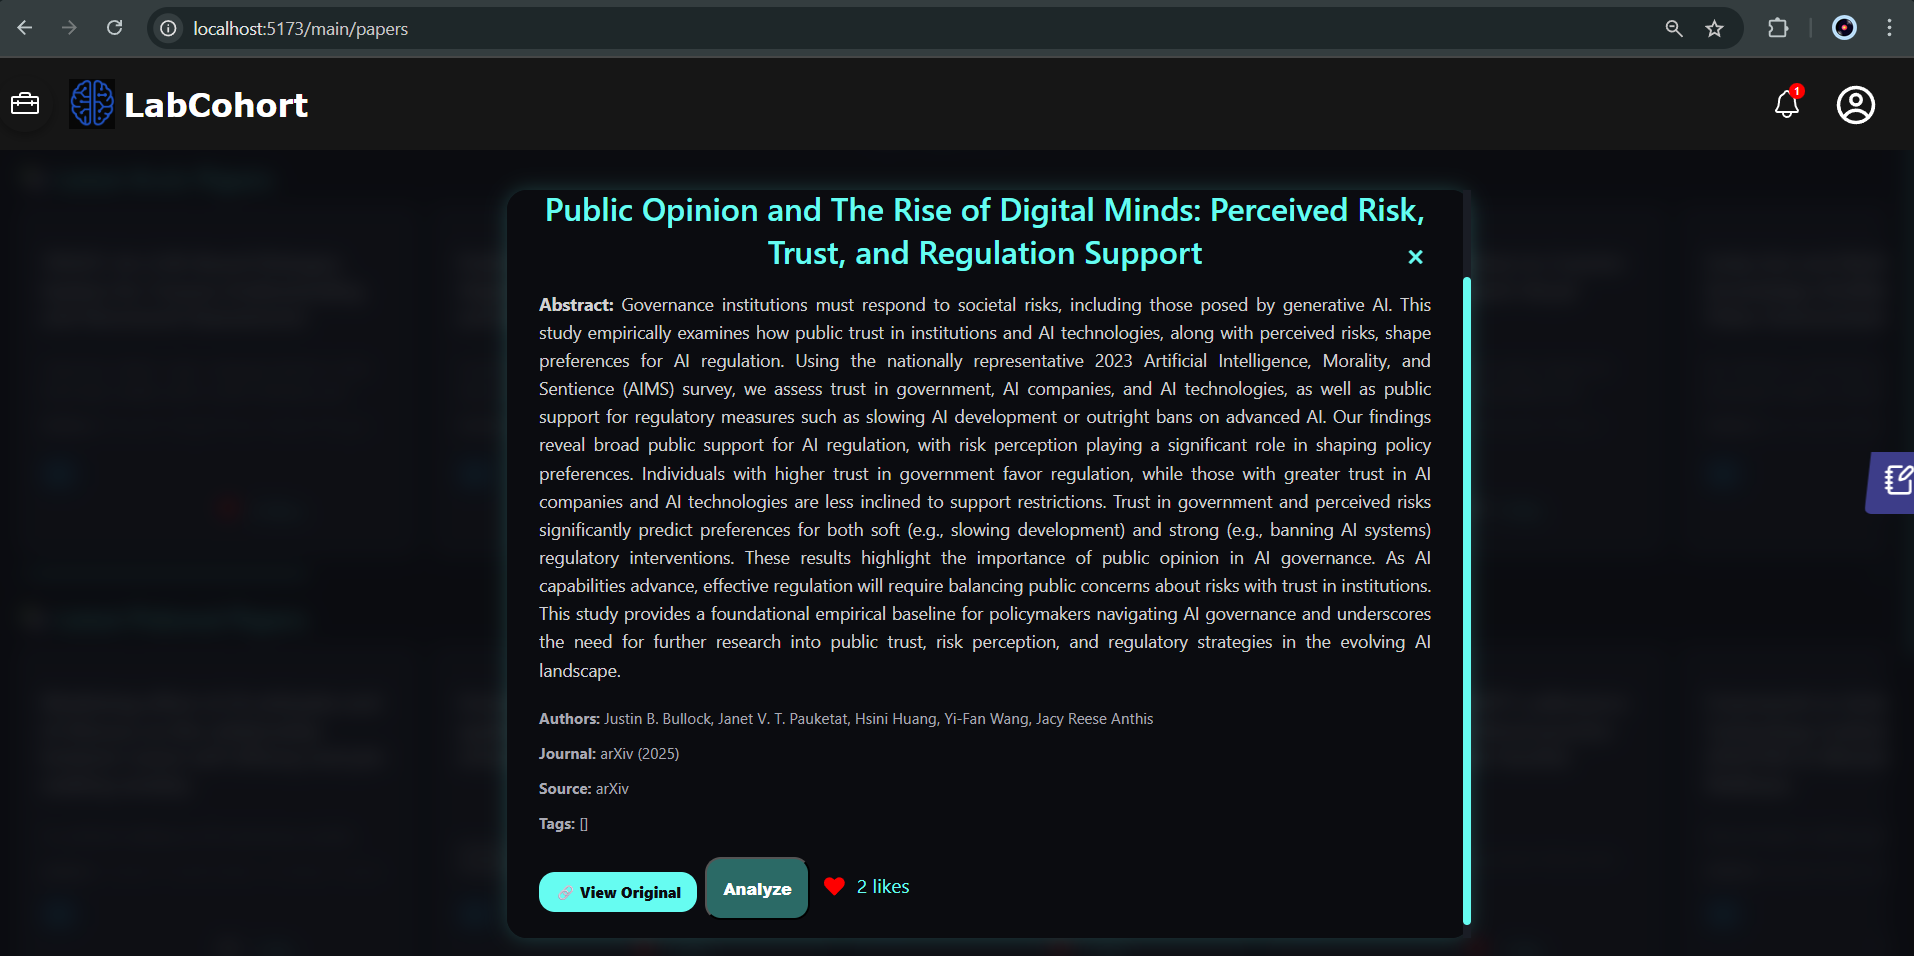 localhost:5173/main/papers
LabCohort
1
Public Opinion and The Rise of Digital Minds: Perceived Risk,
Trust, and Regulation Support
×
Abstract: Governance institutions must respond to societal risks, including those posed by generative AI. This
study empirically examines how public trust in institutions and AI technologies, along with perceived risks, shape
preferences for AI regulation. Using the nationally representative 2023 Artificial Intelligence, Morality, and
Sentience (AIMS) survey, we assess trust in government, AI companies, and AI technologies, as well as public
support for regulatory measures such as slowing AI development or outright bans on advanced AI. Our findings
reveal broad public support for AI regulation, with risk perception playing a significant role in shaping policy
preferences. Individuals with higher trust in government favor regulation, while those with greater trust in AI
companies and AI technologies are less inclined to support restrictions. Trust in government and perceived risks
significantly predict preferences for both soft (e.g., slowing development) and strong (e.g., banning AI systems)
regulatory interventions. These results highlight the importance of public opinion in AI governance. As AI
capabilities advance, effective regulation will require balancing public concerns about risks with trust in institutions.
This study provides a foundational empirical baseline for policymakers navigating AI governance and underscores
the need for further research into public trust, risk perception, and regulatory strategies in the evolving AI
landscape.
Authors: Justin B. Bullock, Janet V. T. Pauketat, Hsini Huang, Yi-Fan Wang, Jacy Reese Anthis
Journal: arXiv (2025)
Source: arXiv
Tags: []
View Original
Analyze
2 likes